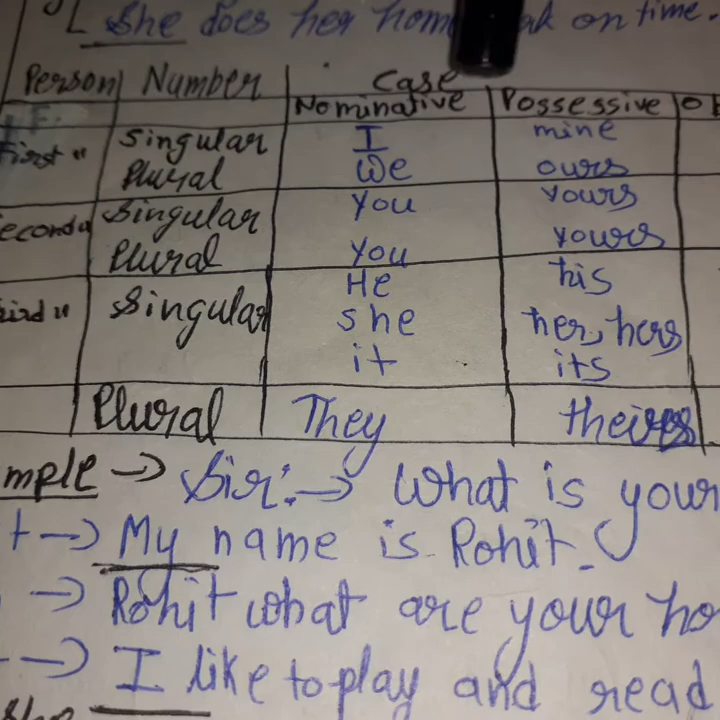 She does her home ak on time.
Person Number Case
Nominative Possessive
First " Singular I mine
Plural We ours
econd " Singular You yours
Plural You yours
hird " Singular He his
she her, hers
it its
Plural They theirs
mple → Sir:→ What is your
t → My name is Rohit.
→ Rohit what are your ho
→ I like to play and read